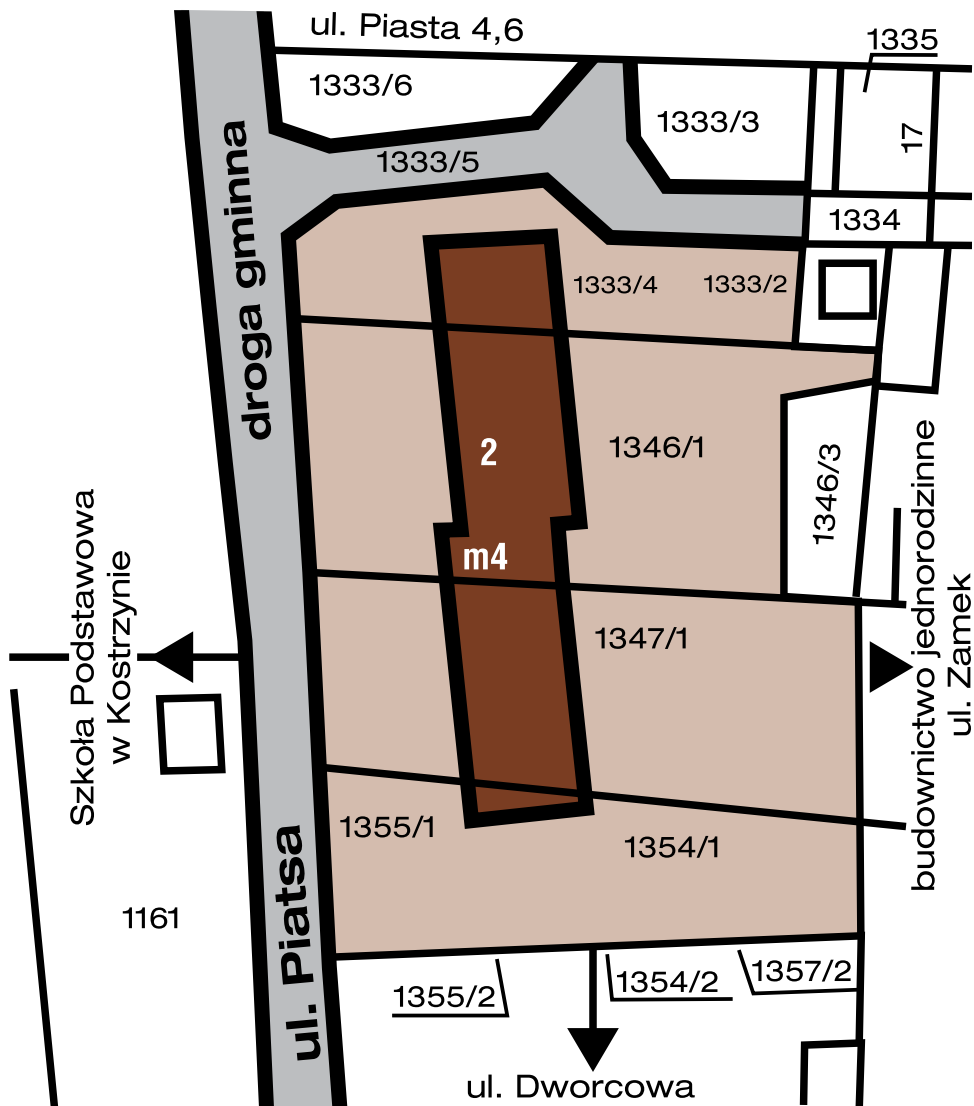 ul. Piasta 4,6
1335
1333/6
1333/3
17
1333/5
1334
droga gminna
1333/4
1333/2
2
1346/1
1346/3
m4
Szkoła Podstawowa
w Kostrzynie
1347/1
budownictwo jednorodzinne
ul. Zamek
1355/1
1354/1
1161
ul. Piatsa
1355/2
1354/2
1357/2
ul. Dworcowa